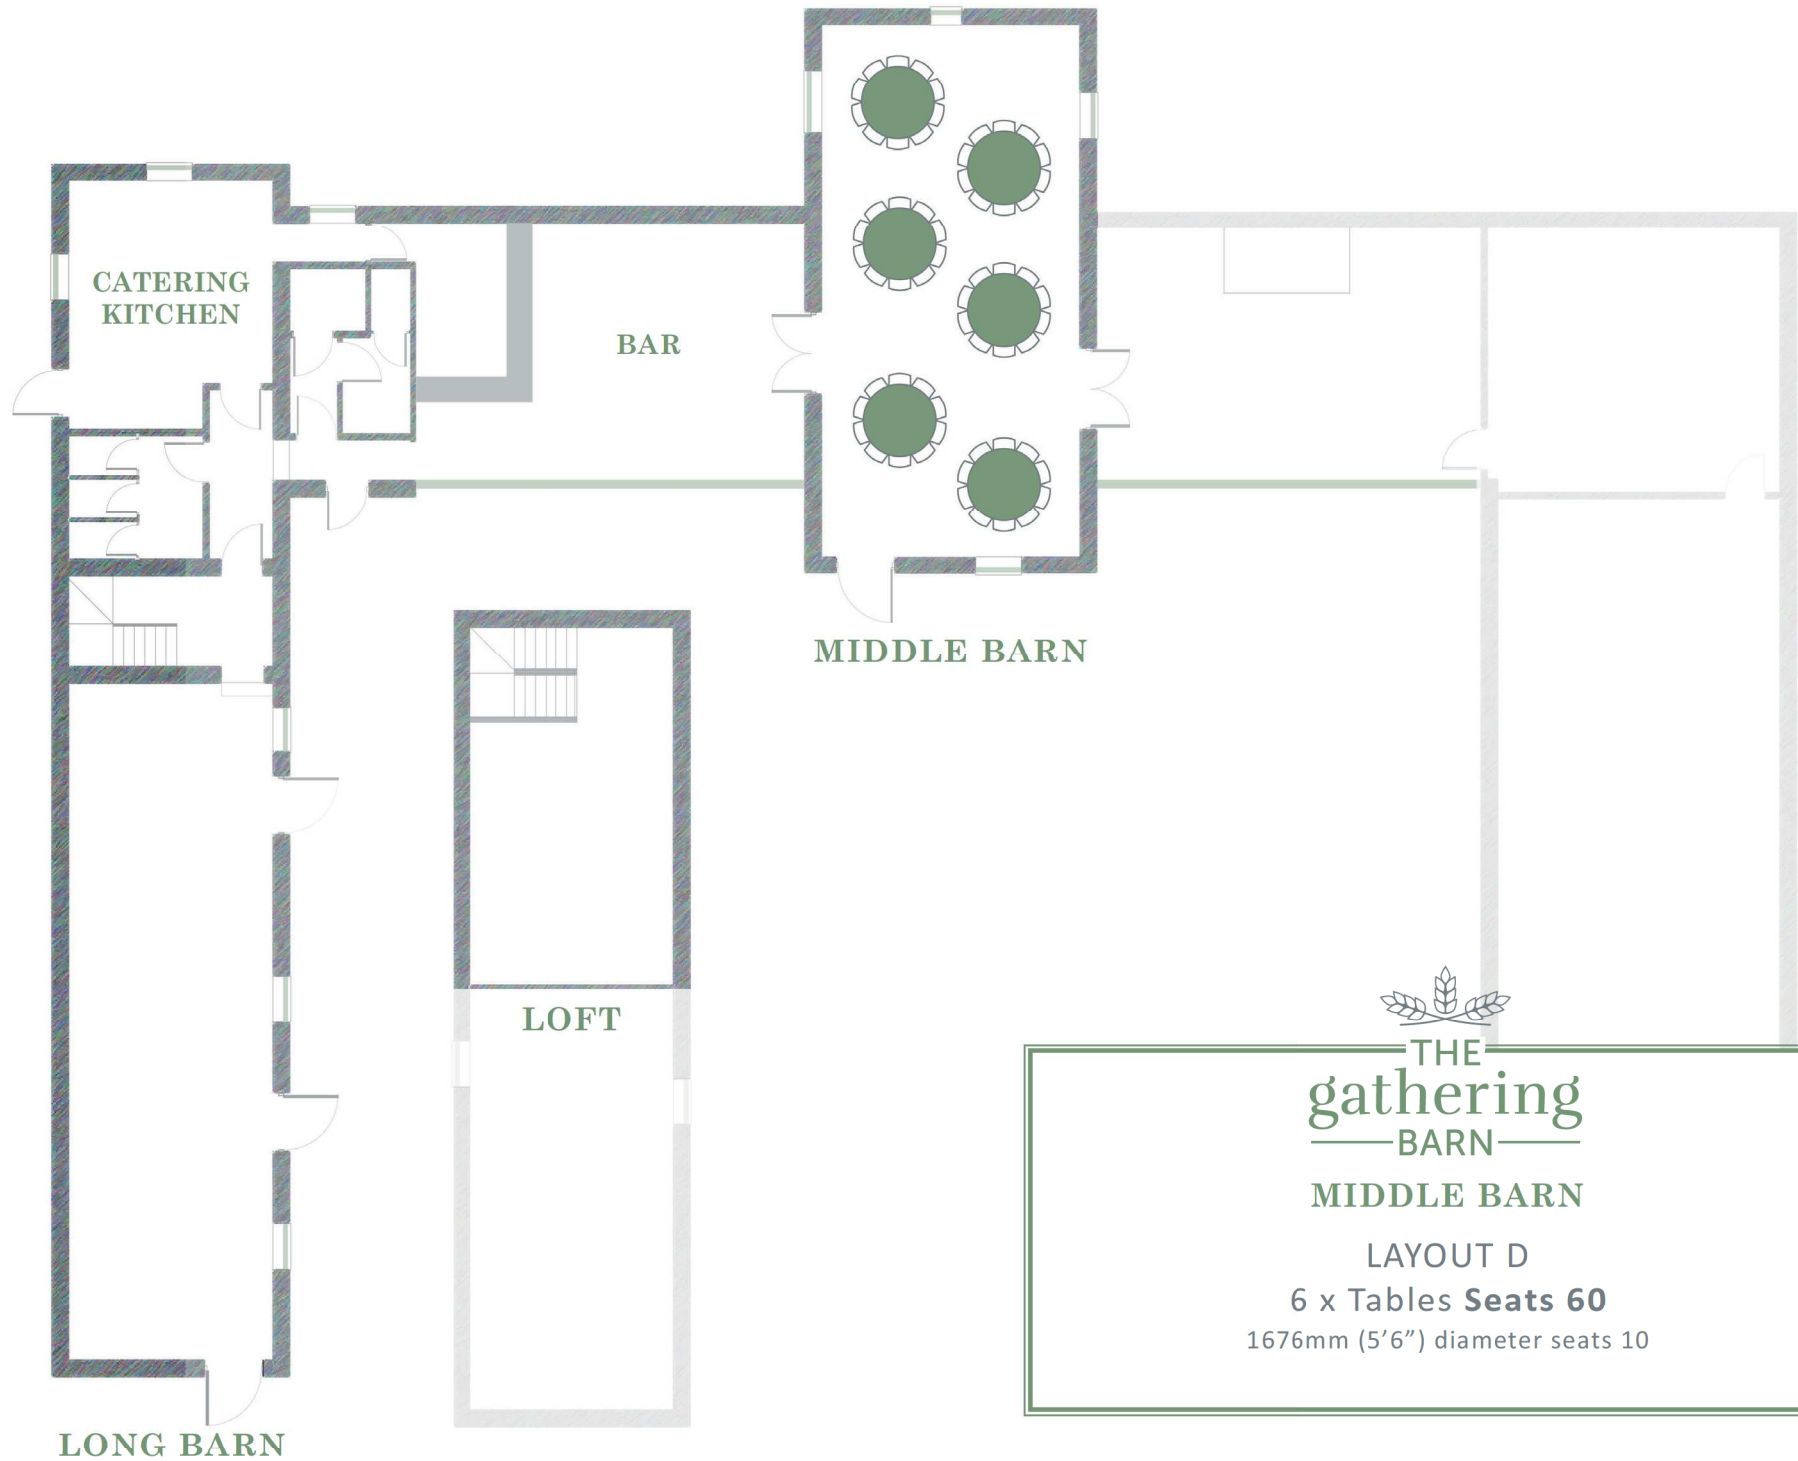 CATERING
KITCHEN
BAR
MIDDLE BARN
LOFT
LONG BARN
THE
gathering
BARN
MIDDLE BARN
LAYOUT D
6 x Tables Seats 60
1676mm (5’6”) diameter seats 10